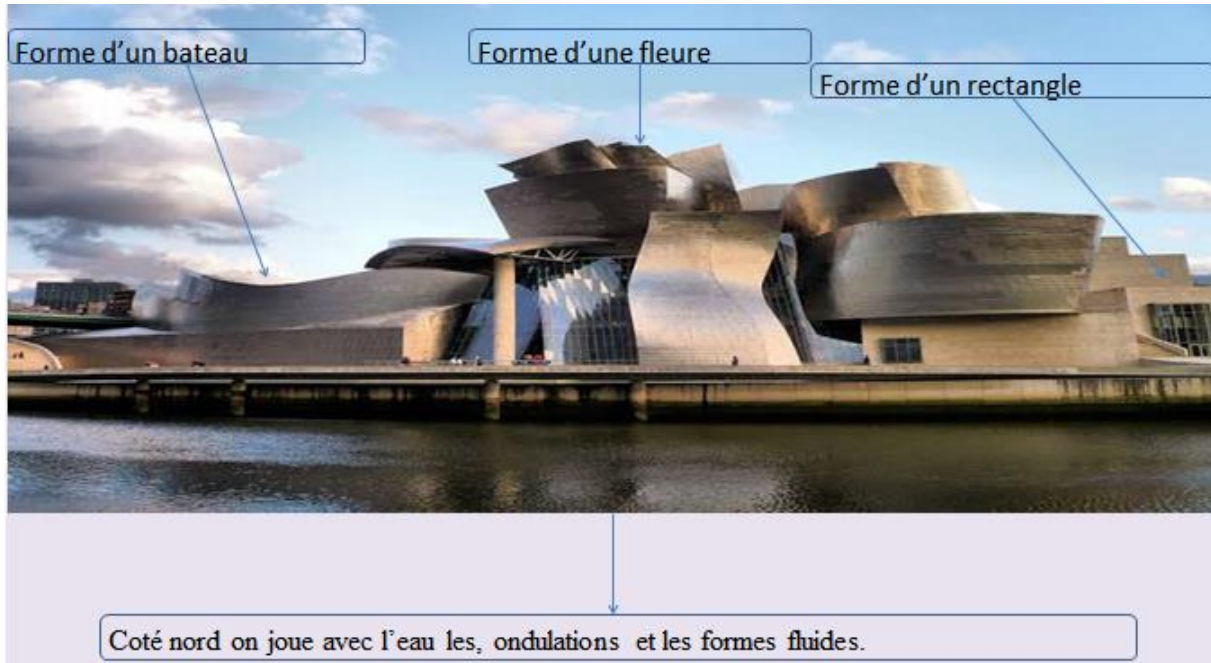 Forme d'un bateau
Forme d'une fleure
Forme d'un rectangle
Coté nord on joue avec l'eau les, ondulations et les formes fluides.